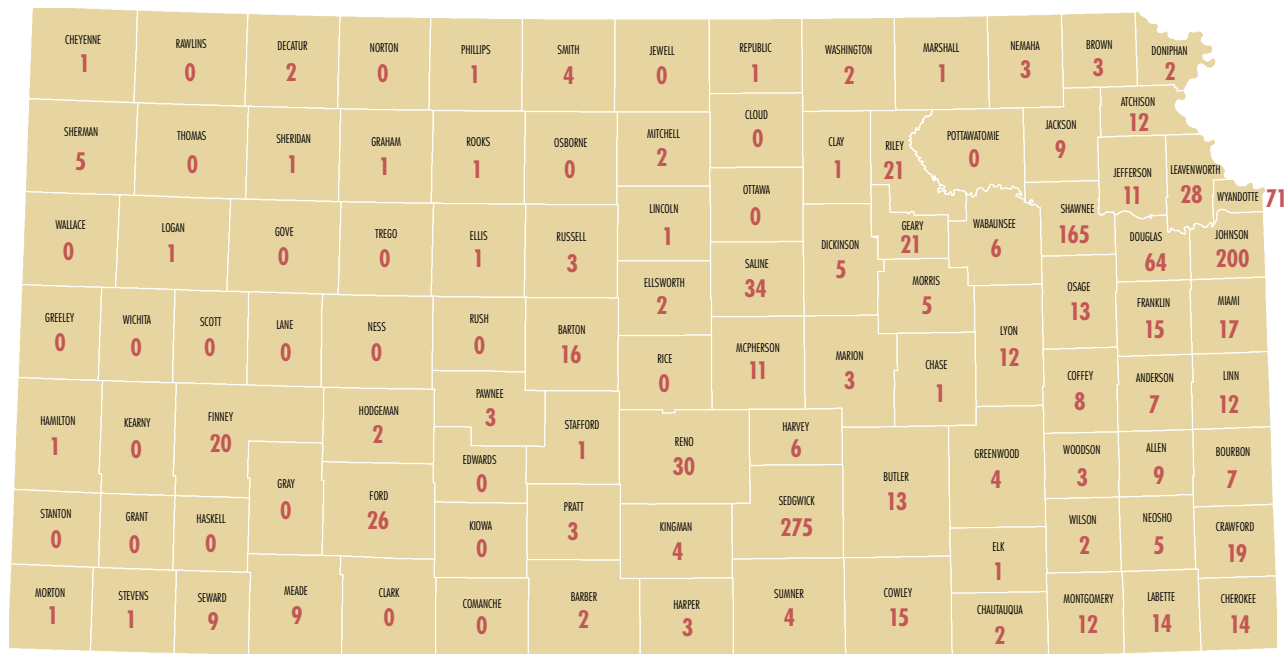 CHEYENNE
1
RAWLINS
0
DECATUR
2
NORTON
0
PHILLIPS
1
SMITH
4
JEWELL
0
REPUBLIC
1
WASHINGTON
2
MARSHALL
1
NEMAHA
3
BROWN
3
DONIPHAN
2
SHERMAN
5
THOMAS
0
SHERIDAN
1
GRAHAM
1
ROOKS
1
OSBORNE
0
MITCHELL
2
CLOUD
0
CLAY
1
RILEY
21
POTTAWATOMIE
0
JACKSON
9
ATCHISON
12
JEFFERSON
11
LEAVENWORTH
28
WYANDOTTE 71
WALLACE
0
LOGAN
1
GOVE
0
TREGO
0
ELLIS
1
RUSSELL
3
LINCOLN
1
OTTAWA
0
DICKINSON
5
GEARY
21
WABAUNSEE
6
SHAWNEE
165
DOUGLAS
64
JOHNSON
200
ELLSWORTH
2
SALINE
34
MORRIS
5
OSAGE
13
FRANKLIN
15
MIAMI
17
GREELEY
0
WICHITA
0
SCOTT
0
LANE
0
NESS
0
RUSH
0
BARTON
16
RICE
0
MCPHERSON
11
MARION
3
CHASE
1
LYON
12
COFFEY
8
ANDERSON
7
LINN
12
HAMILTON
1
KEARNY
0
FINNEY
20
HODGEMAN
2
PAWNEE
3
STAFFORD
1
RENO
30
HARVEY
6
BUTLER
13
GREENWOOD
4
WOODSON
3
ALLEN
9
BOURBON
7
GRAY
0
FORD
26
EDWARDS
0
PRATT
3
KINGMAN
4
SEDGWICK
275
STANTON
0
GRANT
0
HASKELL
0
KIOWA
0
ELK
1
WILSON
2
NEOSHO
5
CRAWFORD
19
MORTON
1
STEVENS
1
SEWARD
9
MEADE
9
CLARK
0
COMANCHE
0
BARBER
2
HARPER
3
SUMNER
4
COWLEY
15
CHAUTAUQUA
2
MONTGOMERY
12
LABETTE
14
CHEROKEE
14